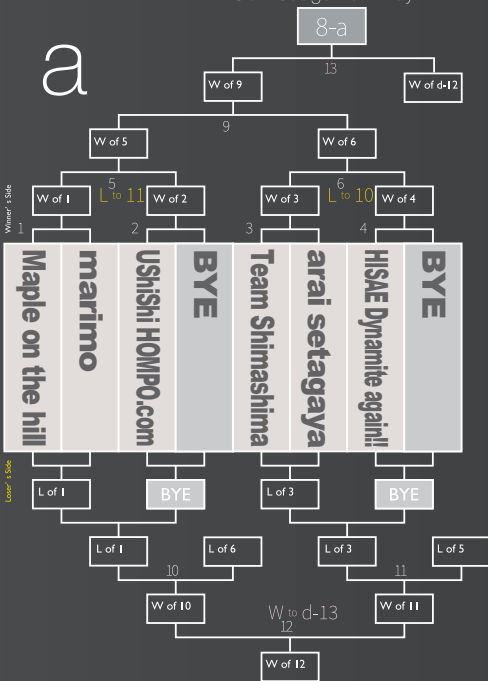 8-a
a
13
W of 9
W of d-12
9
W of 5
W of 6
5
6
L to 11
L to 10
Winner's Side
W of 1
W of 2
W of 3
W of 4
1
2
3
4
Maple on the hill
marimo
UShiShi HOMPO.com
BYE
Team Shimashima
arai setagaya
HISAE Dynamite again!!
BYE
Loser's Side
L of 1
BYE
L of 3
BYE
L of 1
L of 6
L of 3
L of 5
10
11
W of 10
W to d-13
W of 11
12
W of 12